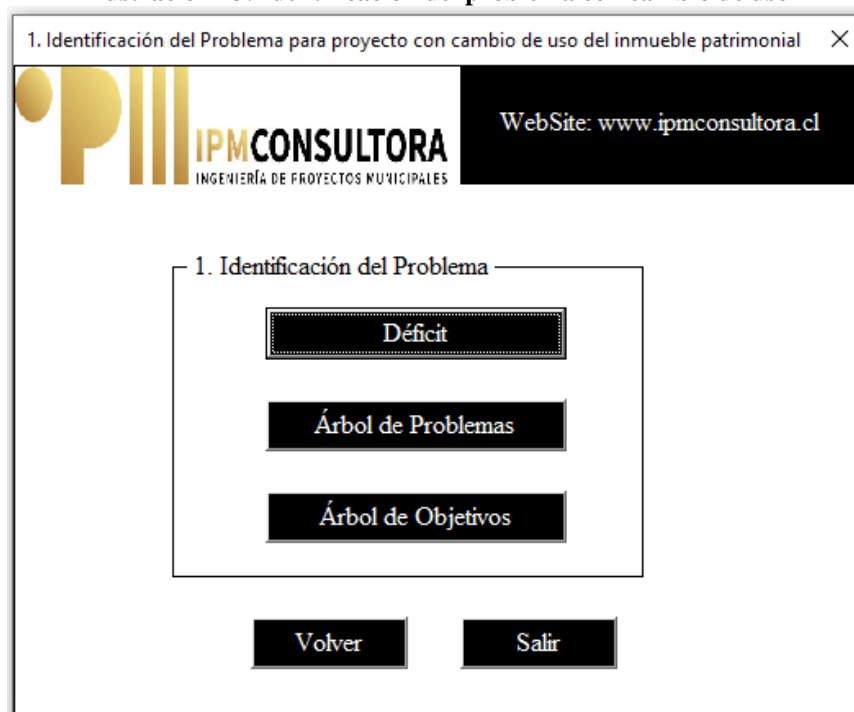 1. Identificación del Problema para proyecto con cambio de uso del inmueble patrimonial
IPMCONSULTORA
INGENIERÍA DE PROYECTOS MUNICIPALES
WebSite: www.ipmconsultora.cl
1. Identificación del Problema
Déficit
Árbol de Problemas
Árbol de Objetivos
Volver
Salir